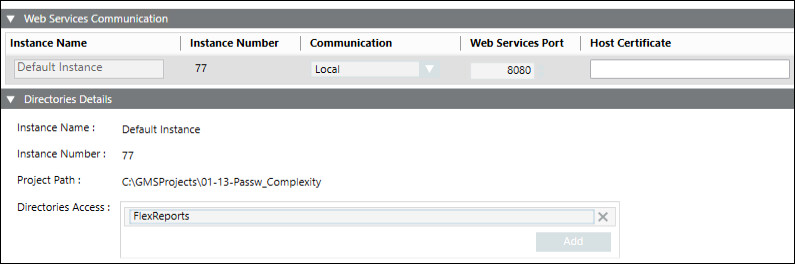 Web Services Communication
Instance Name Instance Number Communication Web Services Port Host Certificate
Default Instance 77 Local 8080
Directories Details
Instance Name : Default Instance
Instance Number : 77
Project Path : C:\GMSProjects\01-13-Passw_Complexity
Directories Access : FlexReports
Add